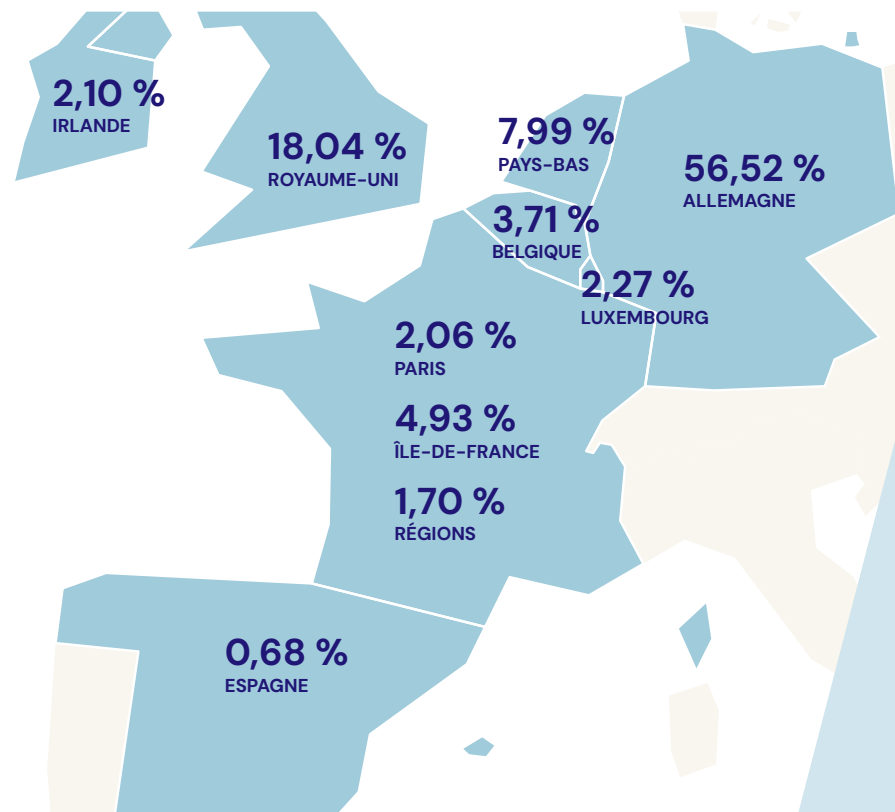 2,10 %
IRLANDE
18,04 %
ROYAUME-UNI
7,99 %
PAYS-BAS
56,52 %
ALLEMAGNE
3,71 %
BELGIQUE
2,27 %
LUXEMBOURG
2,06 %
PARIS
4,93 %
ÎLE-DE-FRANCE
1,70 %
RÉGIONS
0,68 %
ESPAGNE